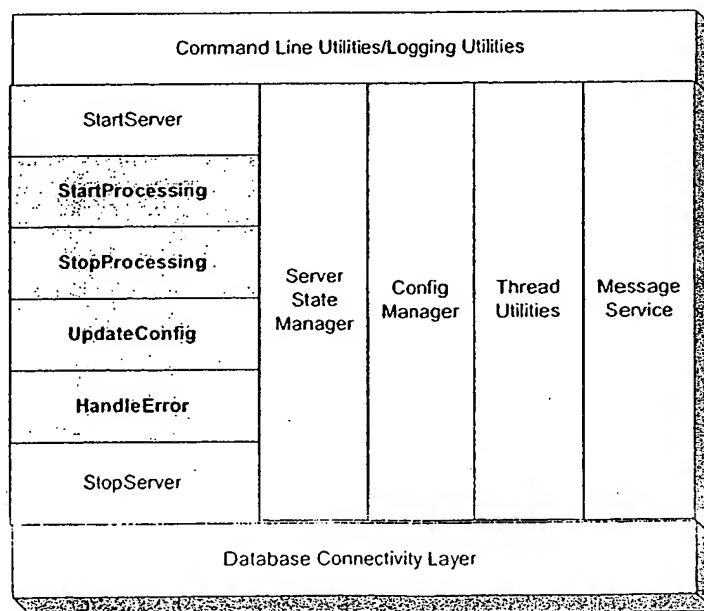 Command Line Utilities/Logging Utilities
StartServer
StartProcessing
StopProcessing
UpdateConfig
HandleError
StopServer
Server
State
Manager
Config
Manager
Thread
Utilities
Message
Service
Database Connectivity Layer